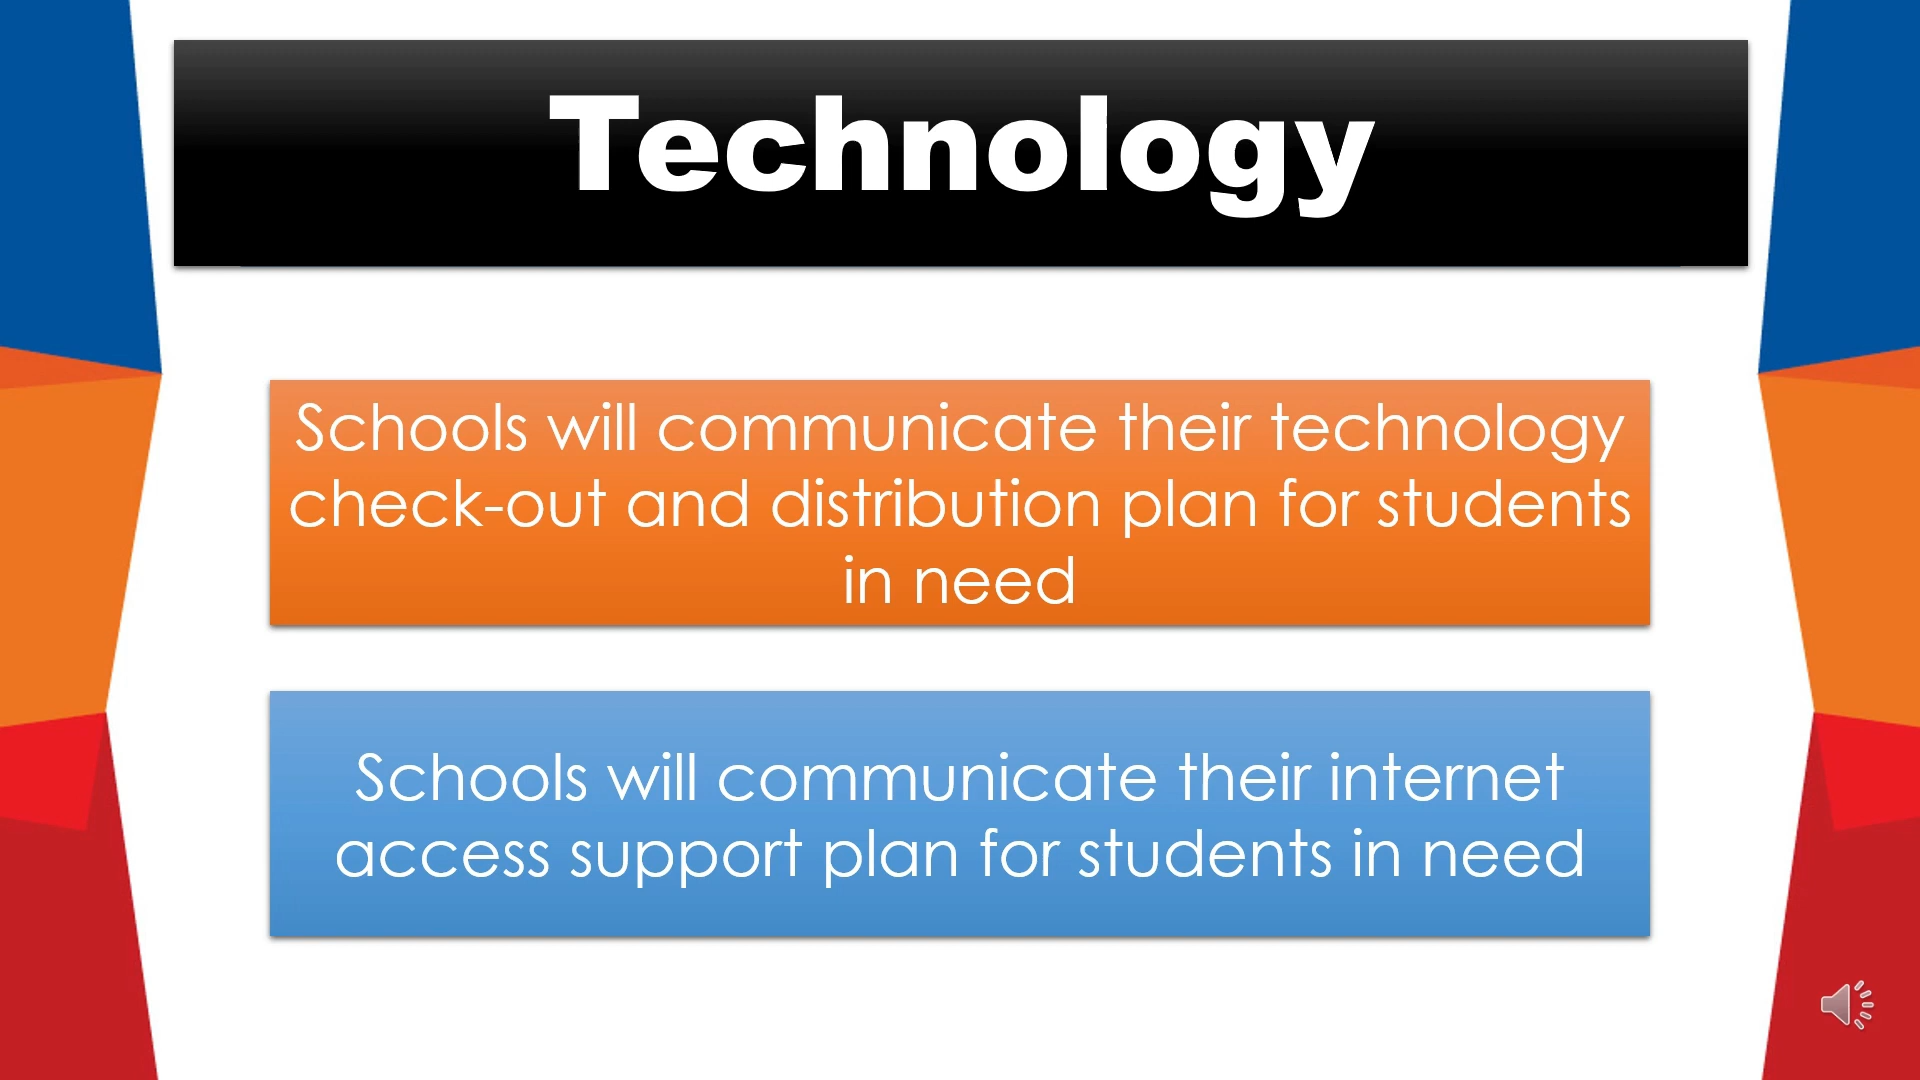 Technology
Schools will communicate their technology
check-out and distribution plan for students
in need
Schools will communicate their internet
access support plan for students in need